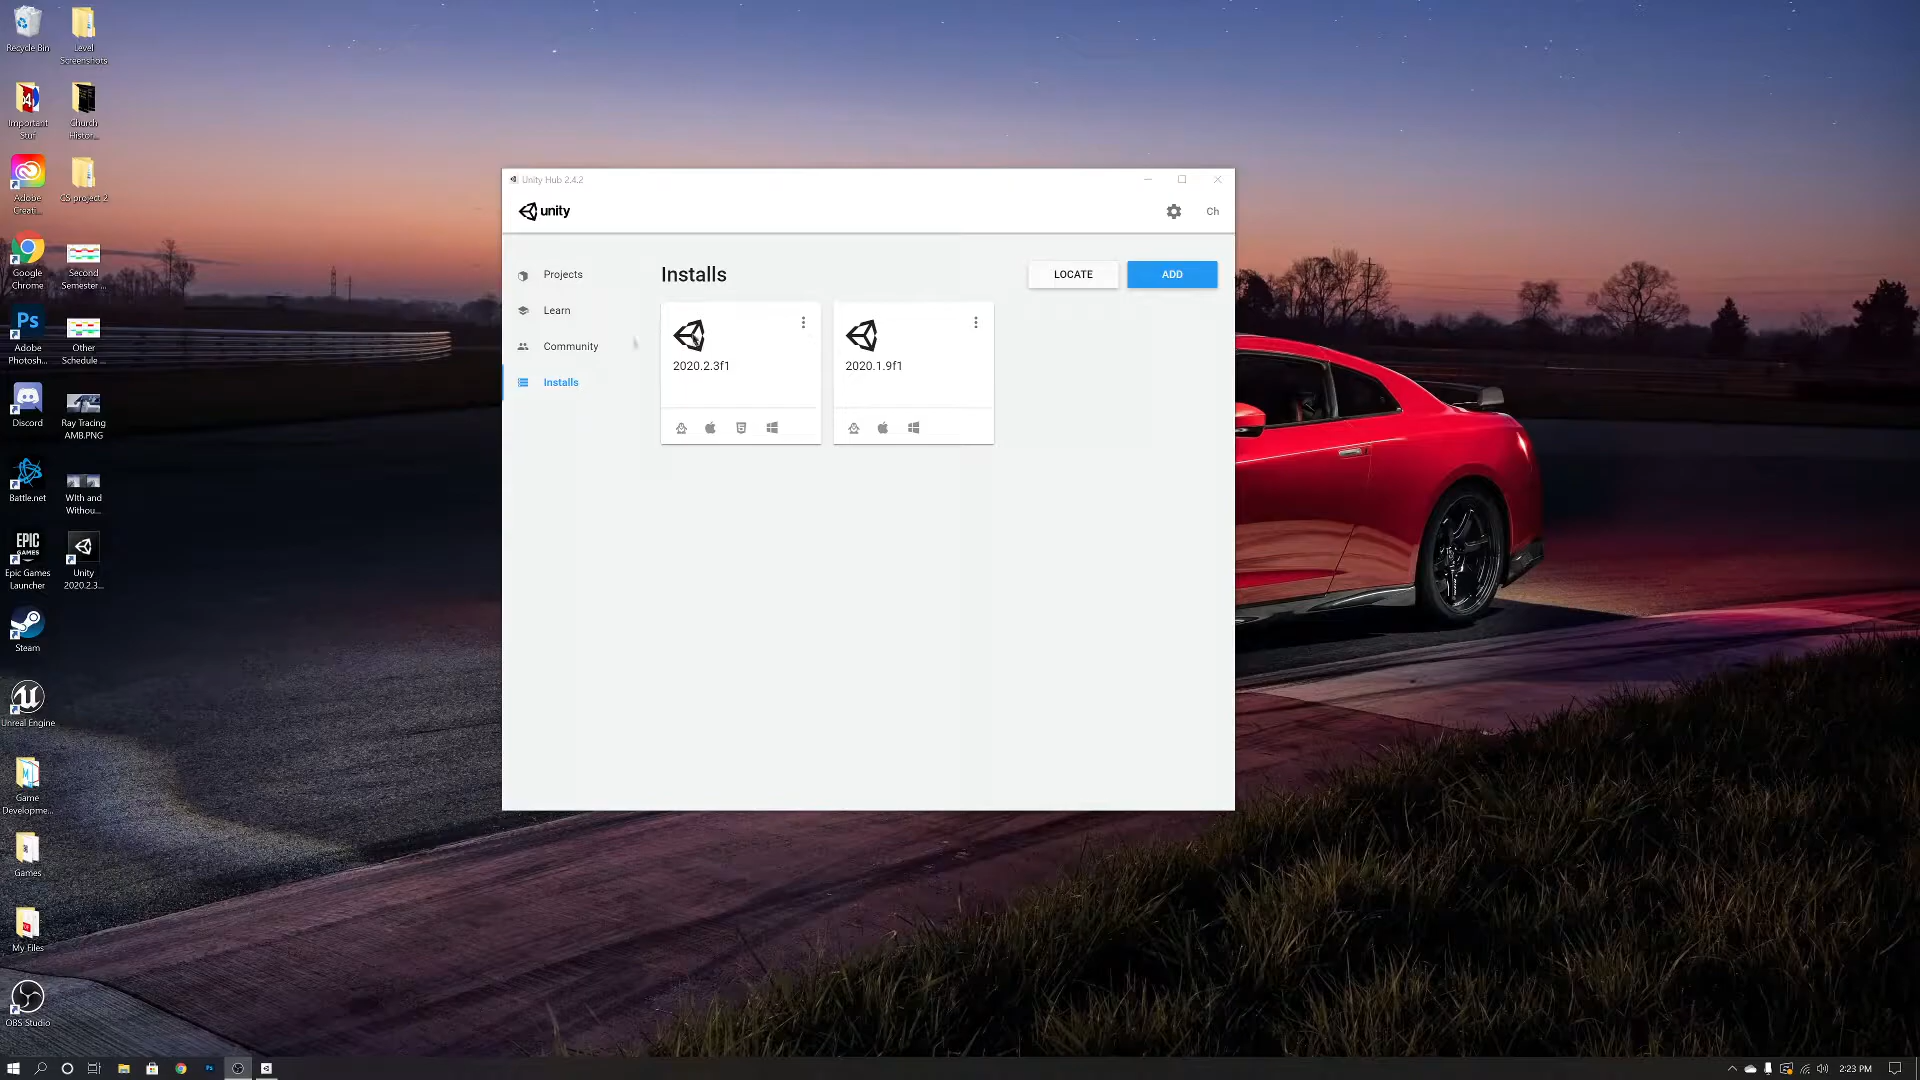 Recycle Bin
Level
Screenshots
Important
Stuf
Church
Histor...
Adobe
Creati...
CS project 2
Google
Chrome
Second
Semester ...
Ps
Adobe
Photosh...
Other
Schedule ...
Discord
Ray Tracing
AMB.PNG
Battle.net
WIth and
Withou...
EPIC
GAMES
Epic Games
Launcher
Unity
2020.2.3...
Steam
Unreal Engine
Game
Developme...
Games
My Files
OBS Studio
Unity Hub 2.4.2
unity
Ch
Projects
Learn
Community
Installs
Installs
LOCATE
ADD
2020.2.3f1
2020.1.9f1
Ps
2:23 PM